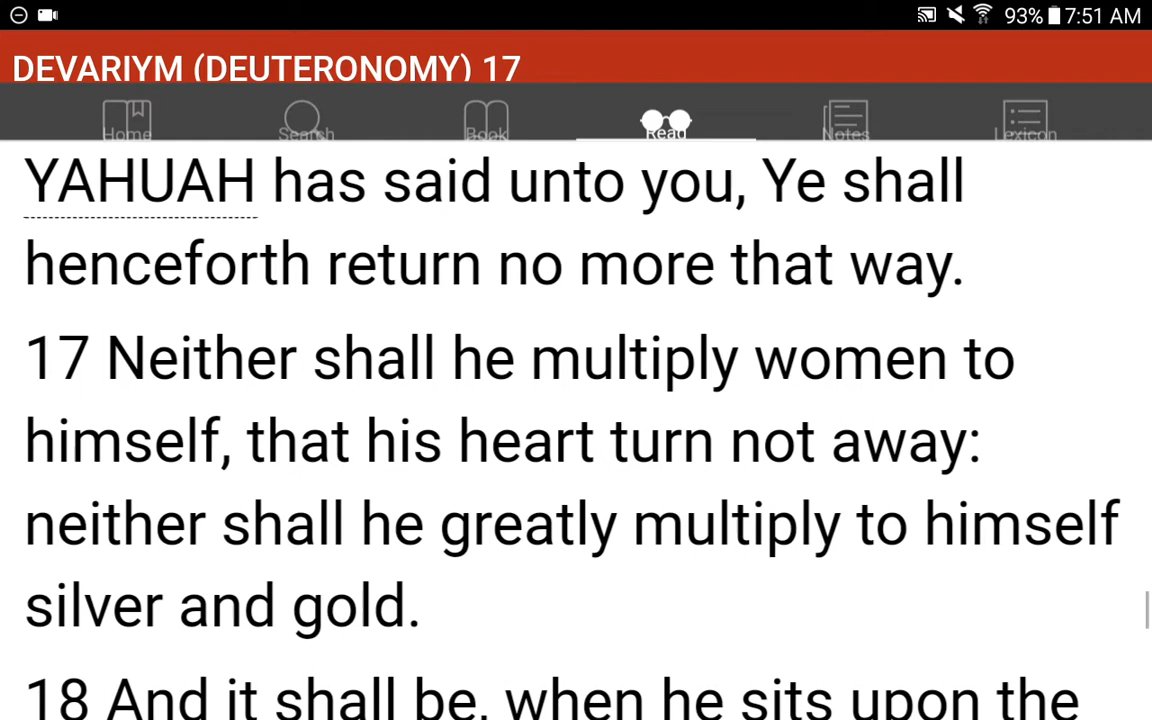 93% 7:51 AM
DEVARIYM (DEUTERONOMY) 17
Home Search Book Read Notes Lexicon
YAHUAH has said unto you, Ye shall
henceforth return no more that way.
17 Neither shall he multiply women to
himself, that his heart turn not away:
neither shall he greatly multiply to himself
silver and gold.
18 And it shall be, when he sits upon the